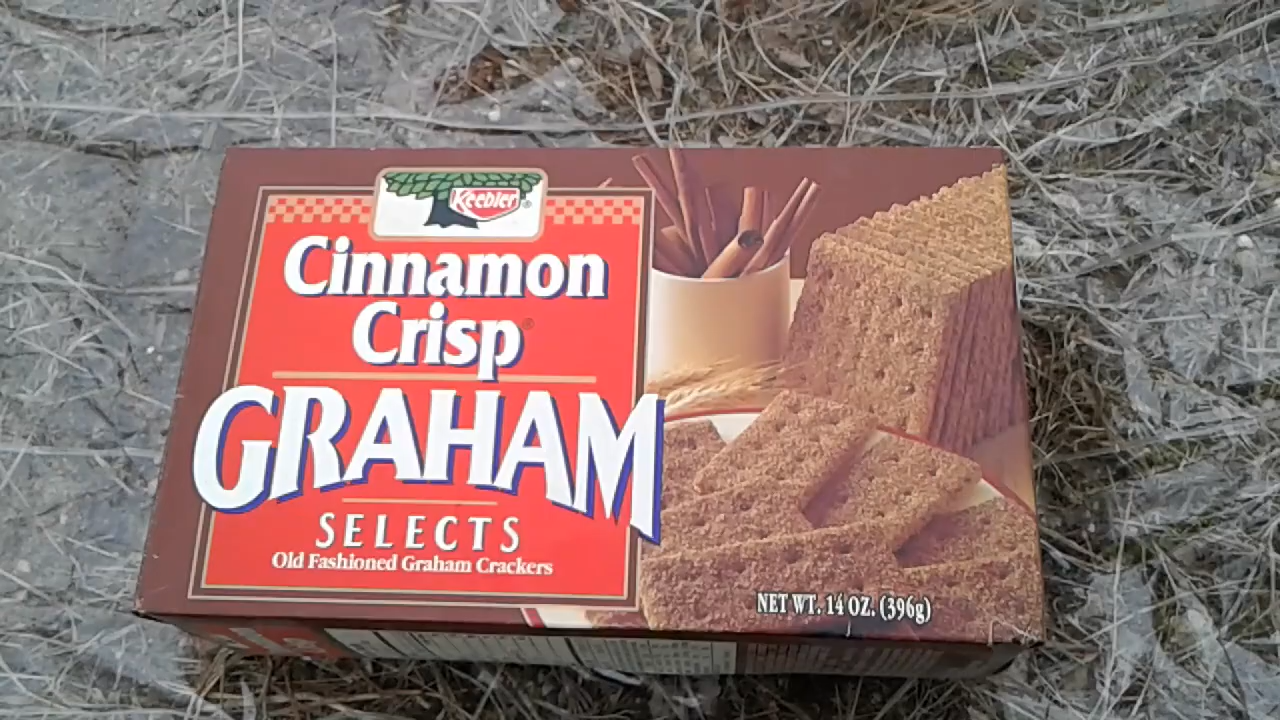 Keebler®
Cinnamon
Crisp®
GRAHAM
SELECTS
Old Fashioned Graham Crackers
NET WT. 14 OZ. (396g)